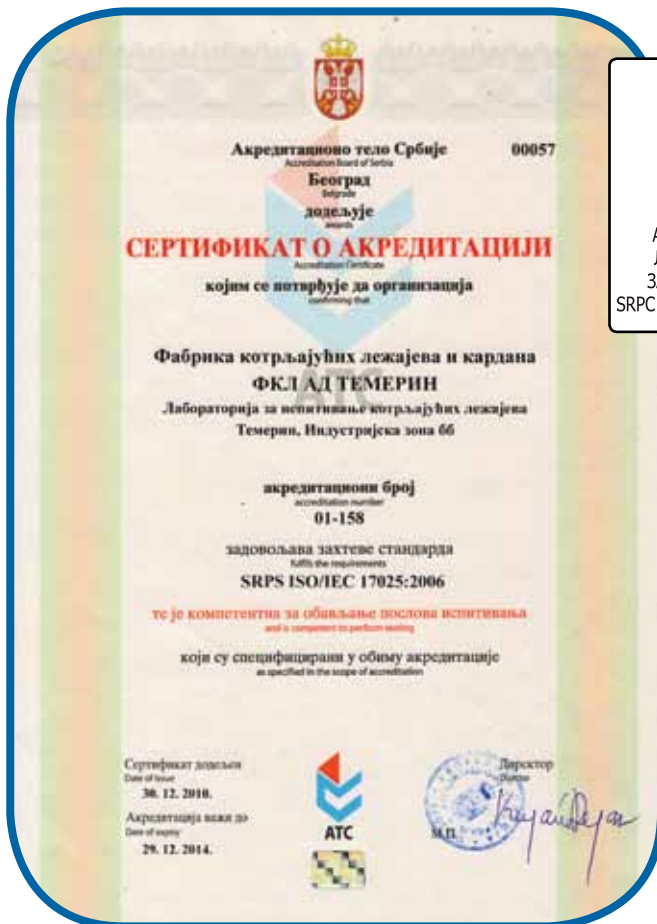 Акредитационо тело Србије 00057
Accreditation Board of Serbia
Београд
Belgrade
додељује
awards
СЕРТИФИКАТ О АКРЕДИТАЦИЈИ
Accreditation Certificate
којим се потврђује да организација
confirming that
Фабрика котрљајућих лежајева и кардана
ФКЛ АД ТЕМЕРИН
АТС
Лабораторија за испитивање котрљајућих лежајева
Темерин, Индустријска зона бб
акредитациони број
accreditation number
01-158
задовољава захтеве стандарда
fulfils the requirements
SRPS ISO/IEC 17025:2006
те је компетентна за обављање послова испитивања
and is competent to perform testing
који су специфицирани у обиму акредитације
as specified in the scope of accreditation
Сертификат додељен
Date of issue
30. 12. 2010.
Акредитација важи до
Date of expiry
29. 12. 2014.
АТС
Директор
Director
М.П.
SRPC